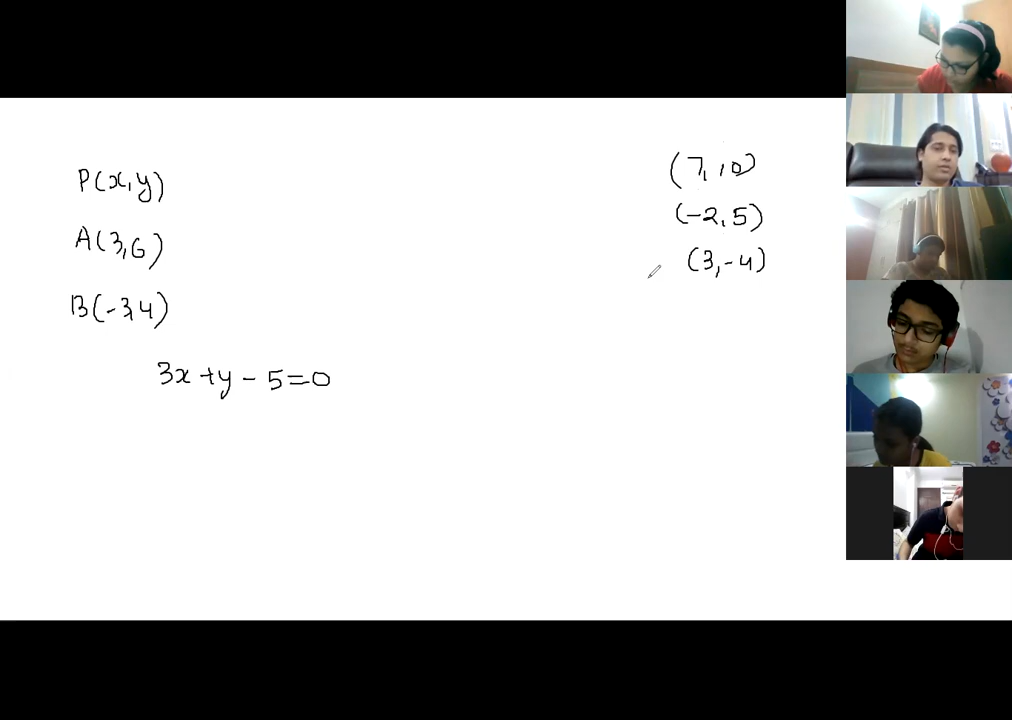 P(x,y)
A(3,6)
B(-3,4)
3x+y-5=0
(7,10)
(-2,5)
(3,-4)